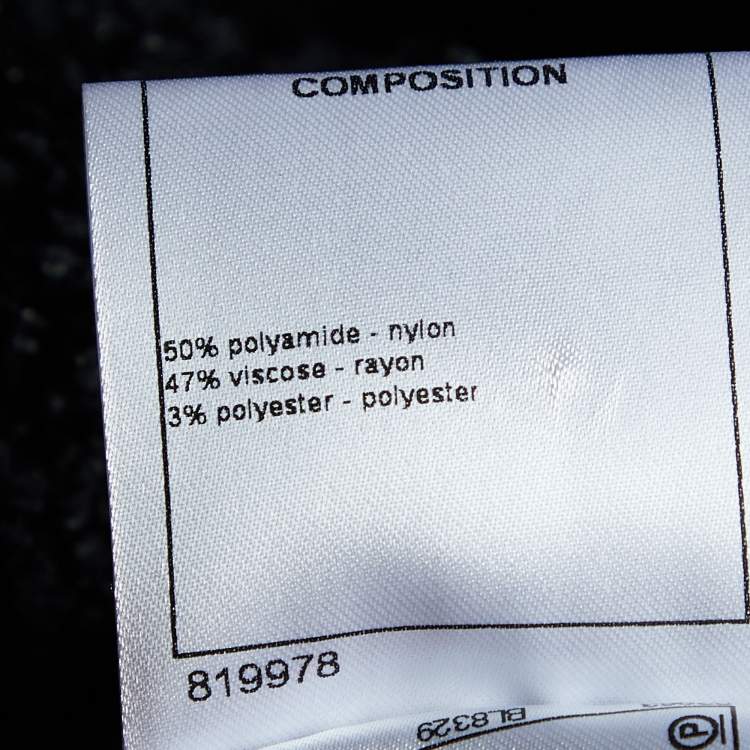 COMPOSITION
50% polyamide - nylon
47% viscose - rayon
3% polyester - polyester
819978
BL8329
P